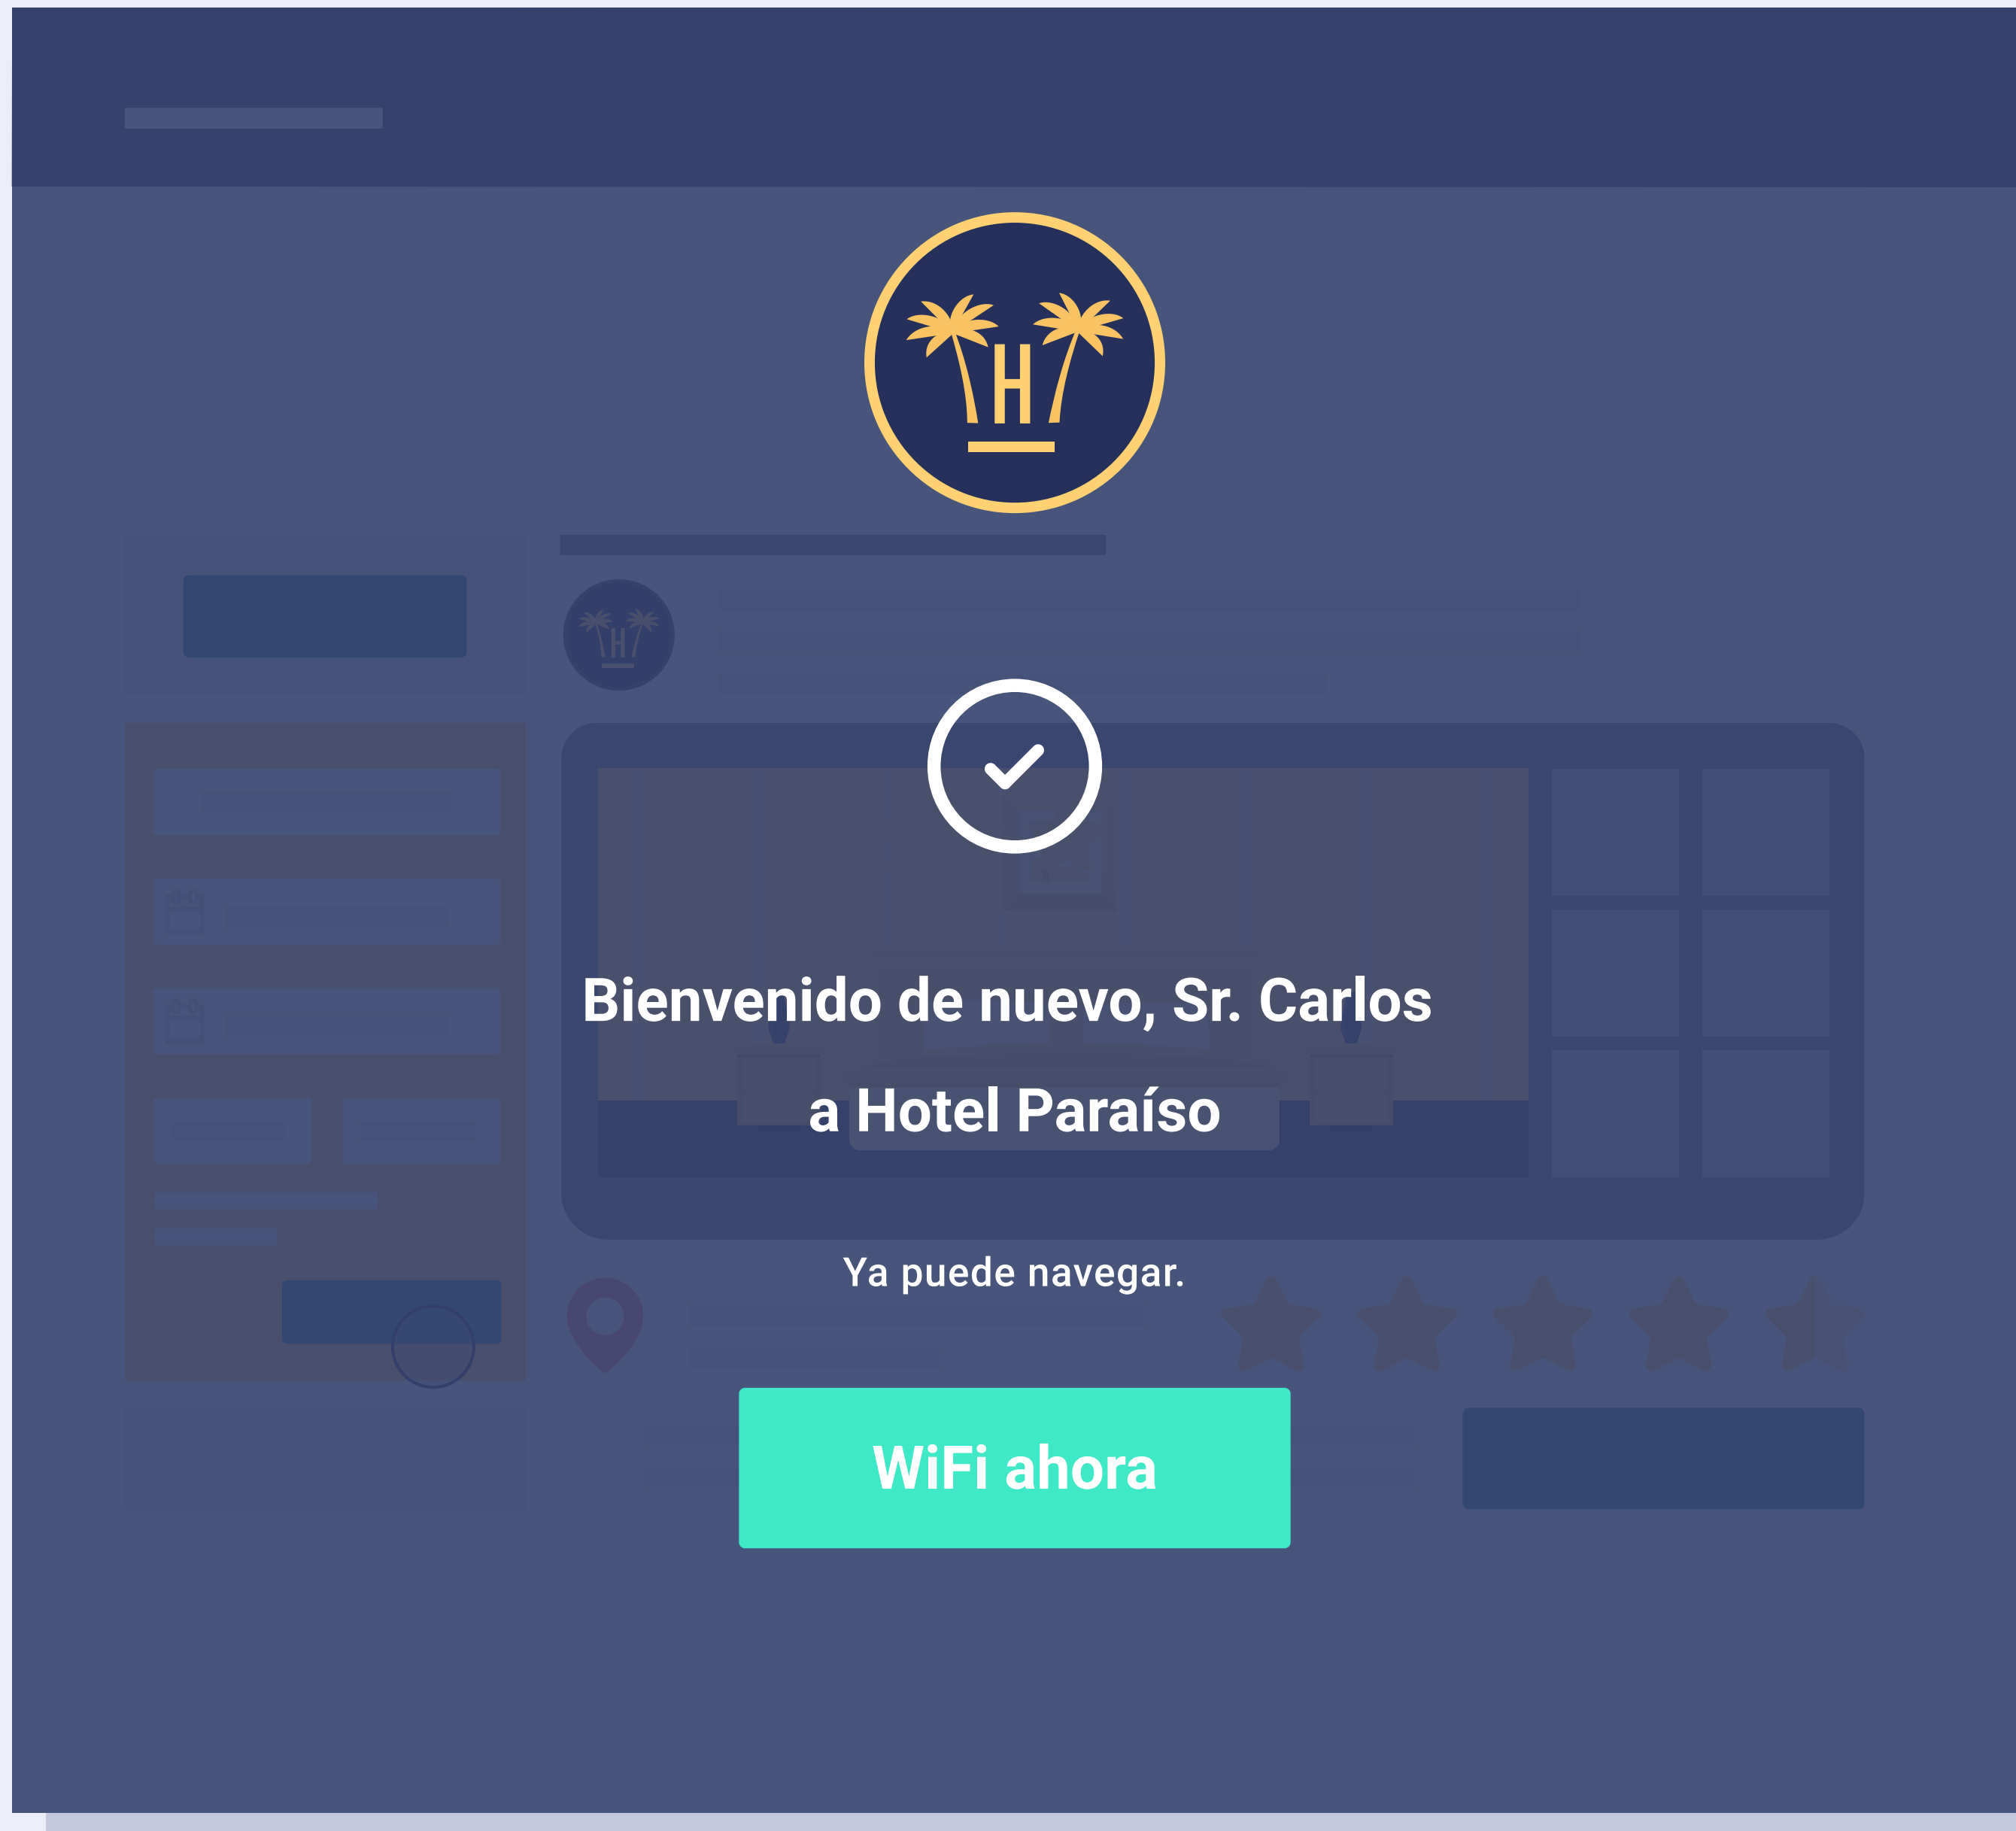 H
Bienvenido de nuevo, Sr. Carlos
a Hotel Paraíso
Ya puede navegar.
WiFi ahora